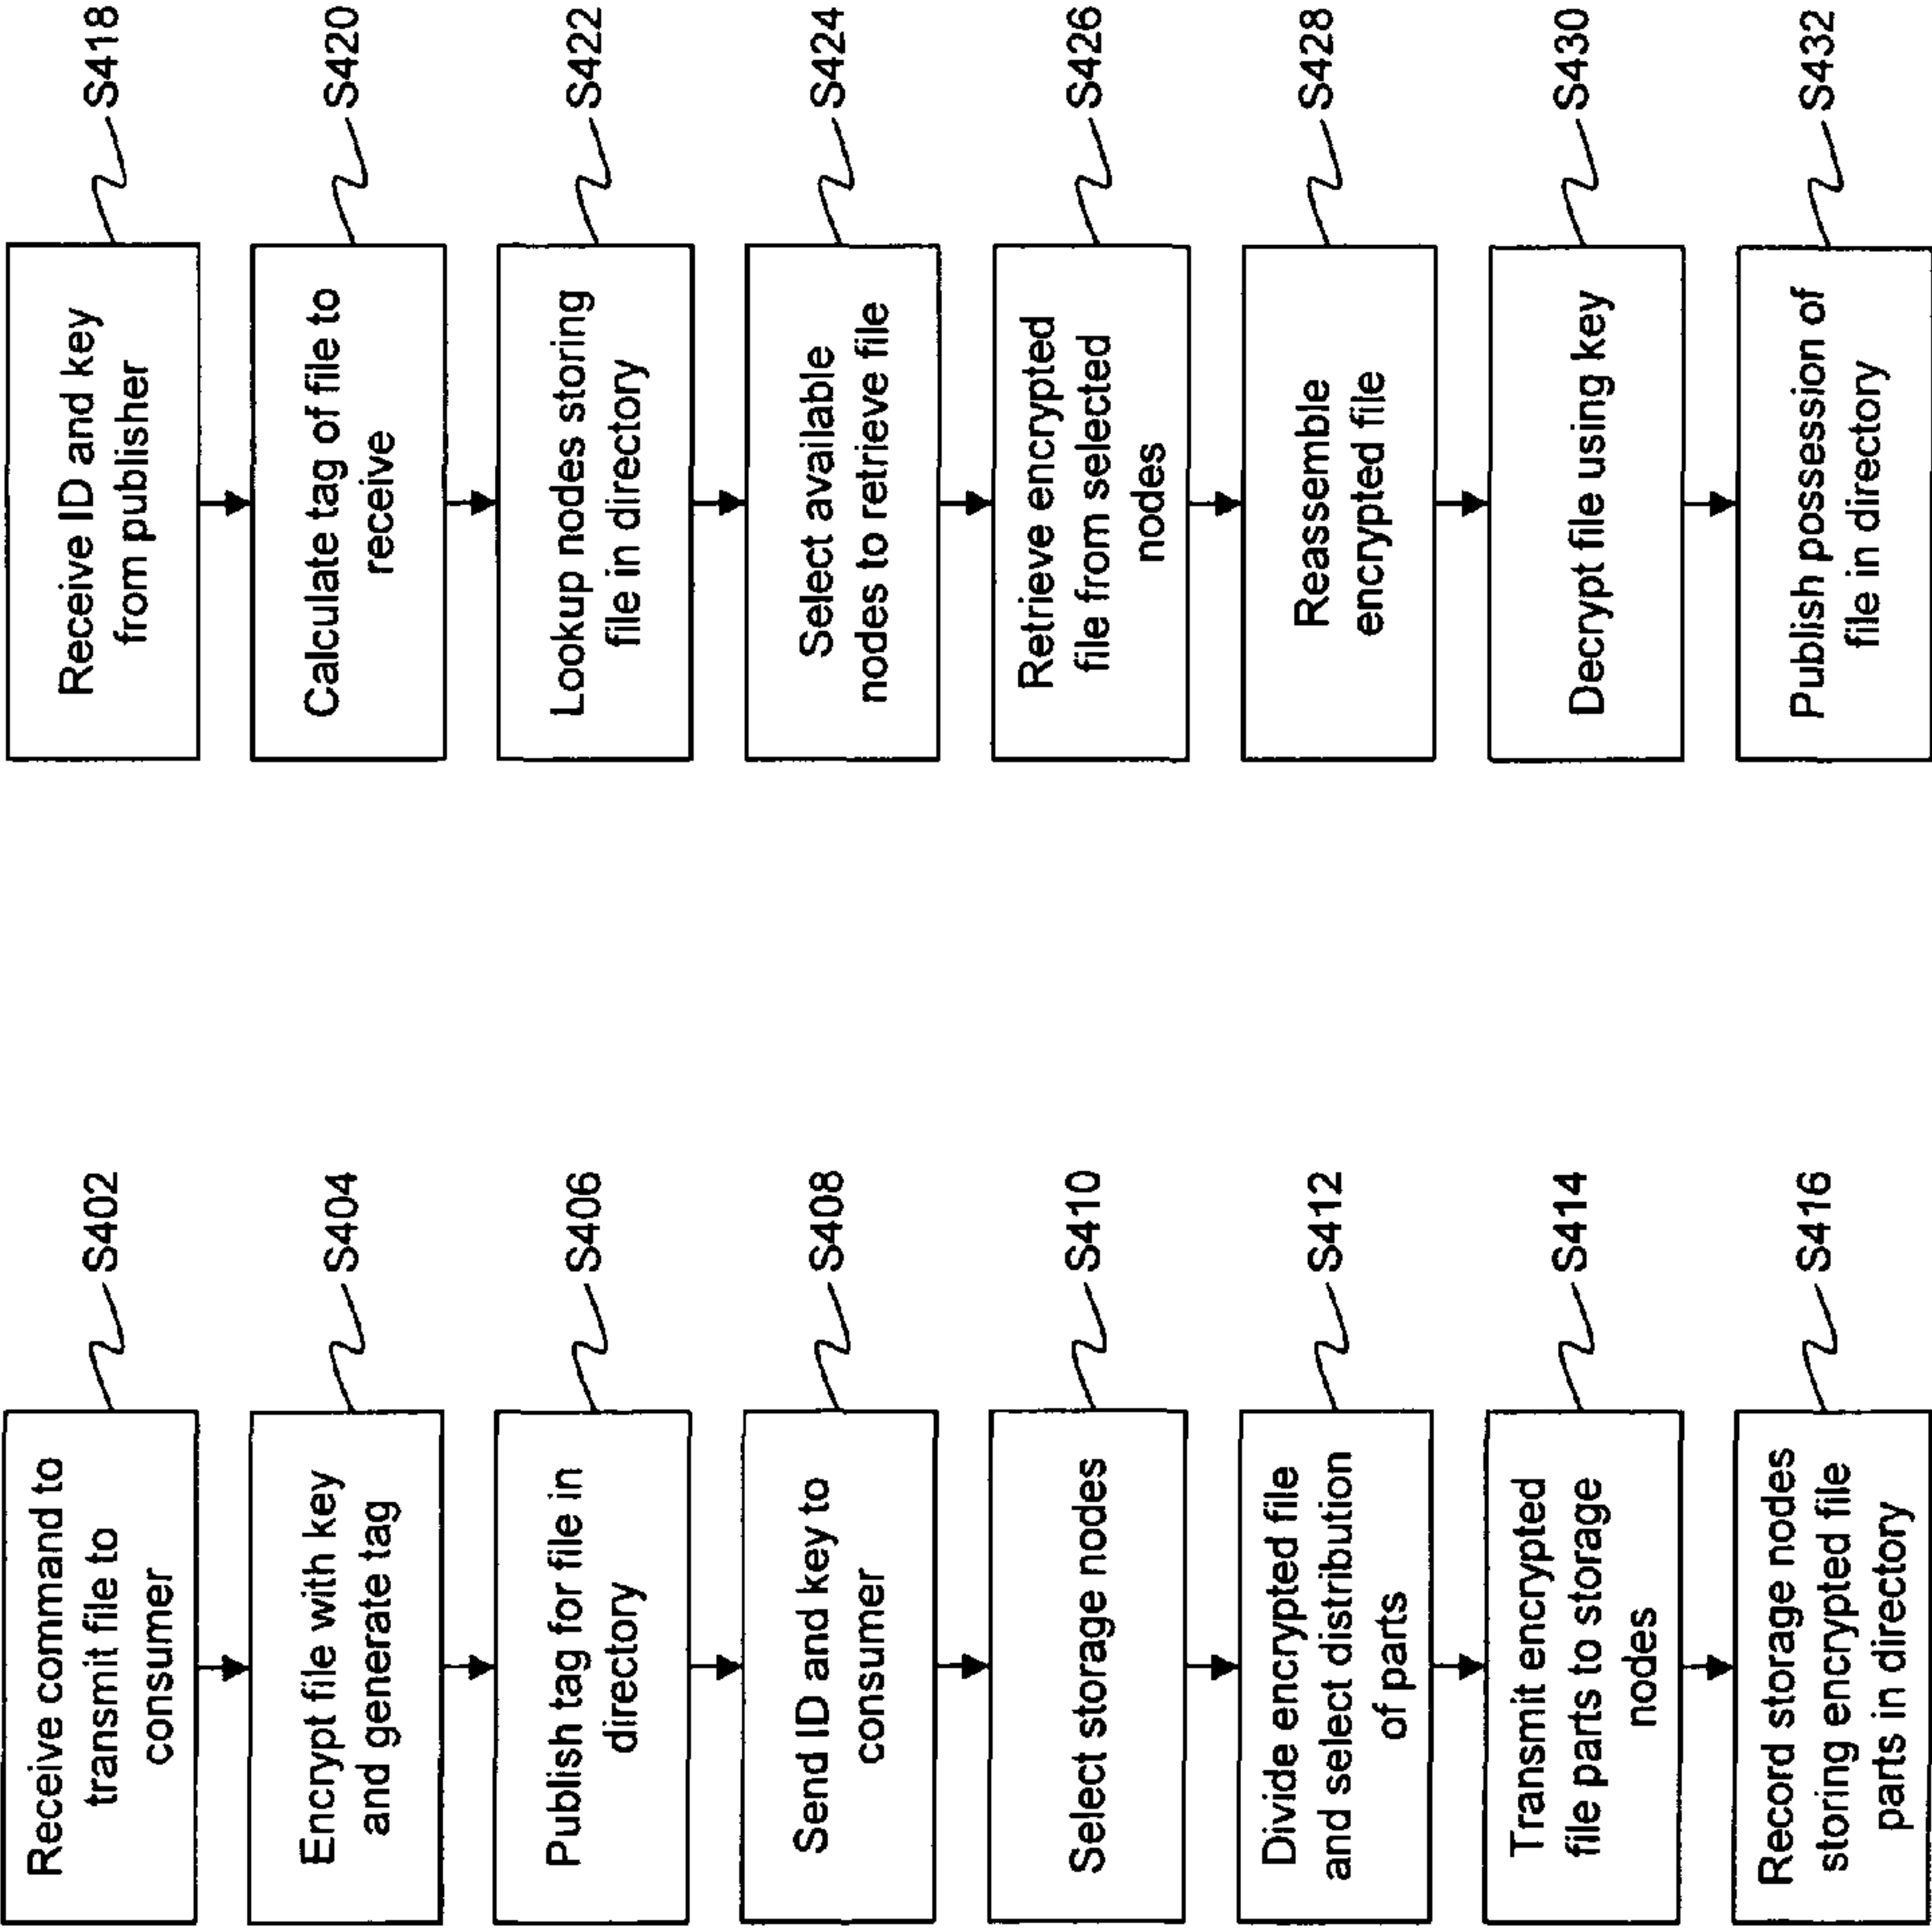 Receive command to
transmit file to
consumer
S402
Encrypt file with key
and generate tag
S404
Publish tag for file in
directory
S406
Send ID and key to
consumer
S408
Select storage nodes
S410
Divide encrypted file
and select distribution
of parts
S412
Transmit encrypted
file parts to storage
nodes
S414
Record storage nodes
storing encrypted file
parts in directory
S416
Receive ID and key
from publisher
S418
Calculate tag of file to
receive
S420
Lookup nodes storing
file in directory
S422
Select available
nodes to retrieve file
S424
Retrieve encrypted
file from selected
nodes
S426
Reassemble
encrypted file
S428
Decrypt file using key
S430
Publish possession of
file in directory
S432